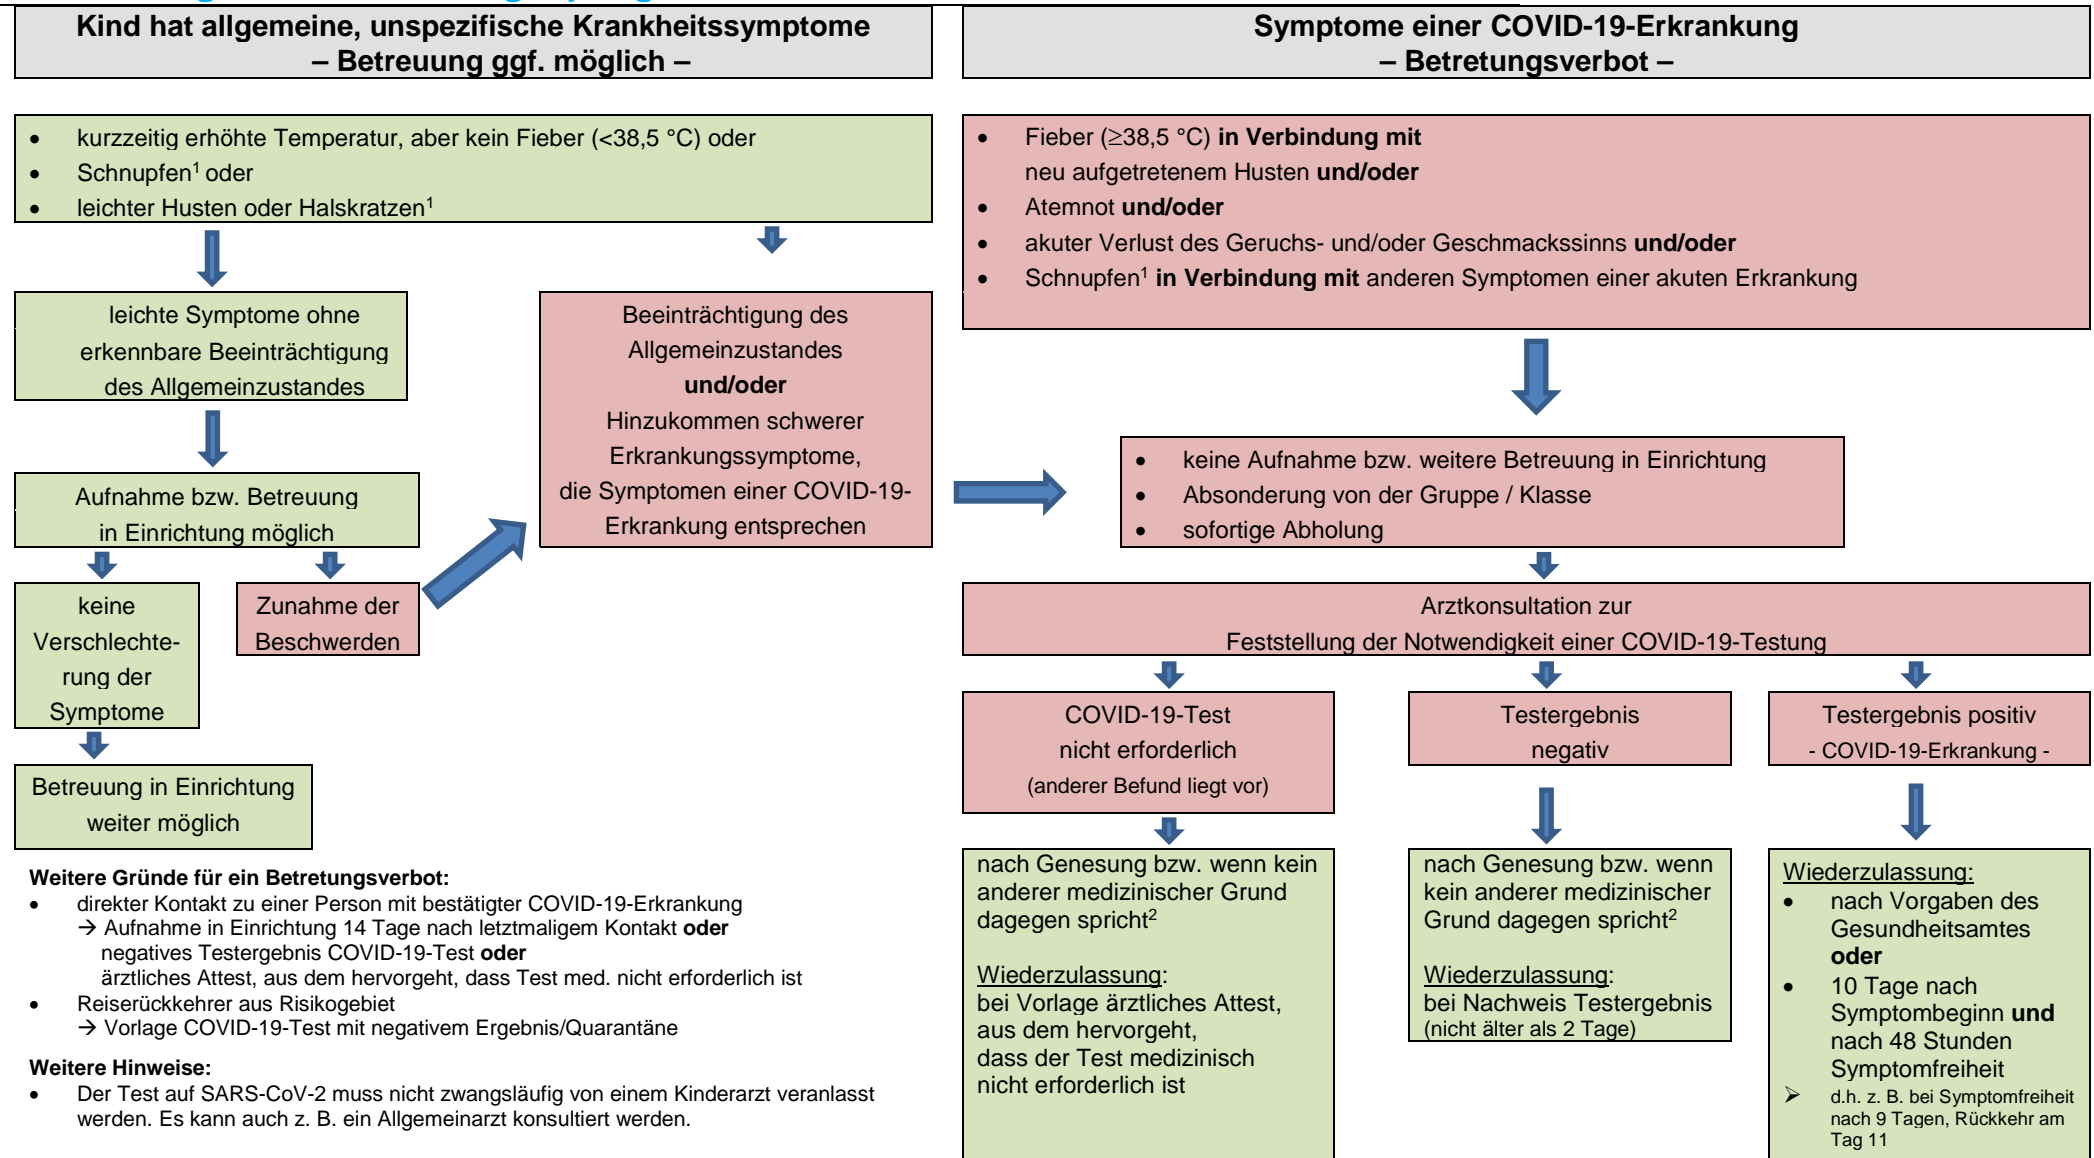 Kind hat allgemeine, unspezifische Krankheitssymptome
– Betreuung ggf. möglich –
Symptome einer COVID-19-Erkrankung
– Betretungsverbot –
• kurzzeitig erhöhte Temperatur, aber kein Fieber (<38,5 °C) oder
• Schnupfen¹ oder
• leichter Husten oder Halskratzen¹
• Fieber (≥38,5 °C) in Verbindung mit
neu aufgetretenem Husten und/oder
• Atemnot und/oder
• akuter Verlust des Geruchs- und/oder Geschmackssinns und/oder
• Schnupfen¹ in Verbindung mit anderen Symptomen einer akuten Erkrankung
leichte Symptome ohne
erkennbare Beeinträchtigung
des Allgemeinzustandes
Beeinträchtigung des
Allgemeinzustandes
und/oder
Hinzukommen schwerer
Erkrankungssymptome,
die Symptomen einer COVID-19-
Erkrankung entsprechen
Aufnahme bzw. Betreuung
in Einrichtung möglich
• keine Aufnahme bzw. weitere Betreuung in Einrichtung
• Absonderung von der Gruppe / Klasse
• sofortige Abholung
keine
Verschlechte-
rung der
Symptome
Zunahme der
Beschwerden
Arztkonsultation zur
Feststellung der Notwendigkeit einer COVID-19-Testung
COVID-19-Test
nicht erforderlich
(anderer Befund liegt vor)
Testergebnis
negativ
Testergebnis positiv
- COVID-19-Erkrankung -
Betreuung in Einrichtung
weiter möglich
Weitere Gründe für ein Betretungsverbot:
• direkter Kontakt zu einer Person mit bestätigter COVID-19-Erkrankung
→ Aufnahme in Einrichtung 14 Tage nach letztmaligem Kontakt oder
negatives Testergebnis COVID-19-Test oder
ärztliches Attest, aus dem hervorgeht, dass Test med. nicht erforderlich ist
• Reiserückkehrer aus Risikogebiet
→ Vorlage COVID-19-Test mit negativem Ergebnis/Quarantäne
Weitere Hinweise:
• Der Test auf SARS-CoV-2 muss nicht zwangsläufig von einem Kinderarzt veranlasst
werden. Es kann auch z. B. ein Allgemeinarzt konsultiert werden.
nach Genesung bzw. wenn kein
anderer medizinischer Grund
dagegen spricht²
Wiederzulassung:
bei Vorlage ärztliches Attest,
aus dem hervorgeht,
dass der Test medizinisch
nicht erforderlich ist
nach Genesung bzw. wenn
kein anderer medizinischer
Grund dagegen spricht²
Wiederzulassung:
bei Nachweis Testergebnis
(nicht älter als 2 Tage)
Wiederzulassung:
• nach Vorgaben des
Gesundheitsamtes
oder
• 10 Tage nach
Symptombeginn und
nach 48 Stunden
Symptomfreiheit
➢ d.h. z. B. bei Symptomfreiheit
nach 9 Tagen, Rückkehr am
Tag 11